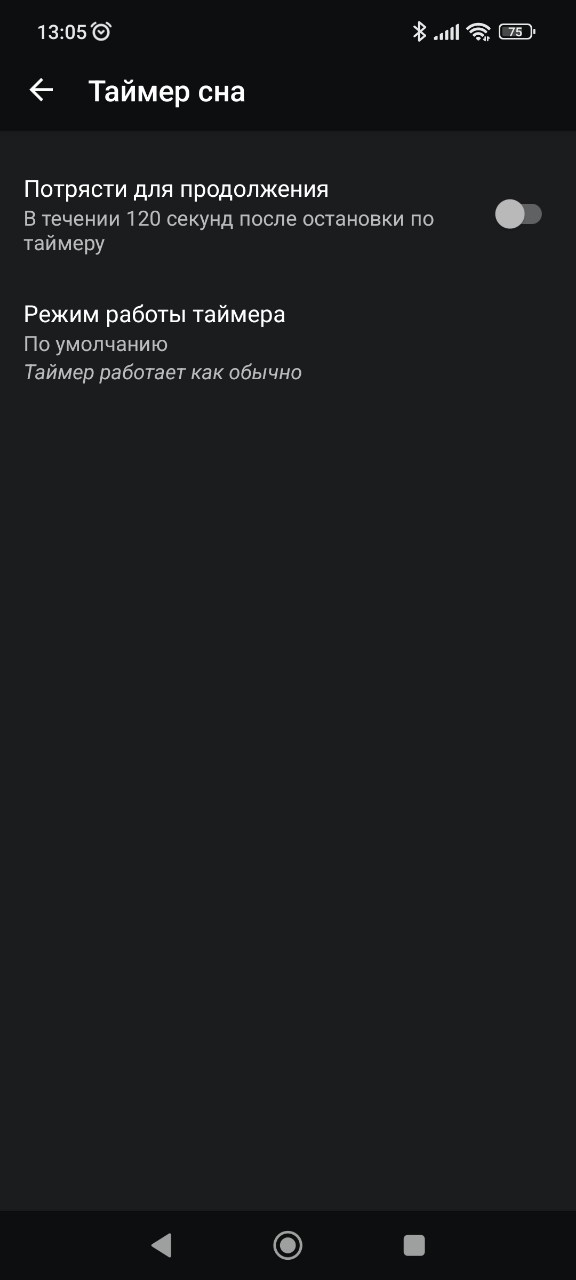 13:05
75
Таймер сна
Потрясти для продолжения
В течении 120 секунд после остановки по
таймеру
Режим работы таймера
По умолчанию
Таймер работает как обычно